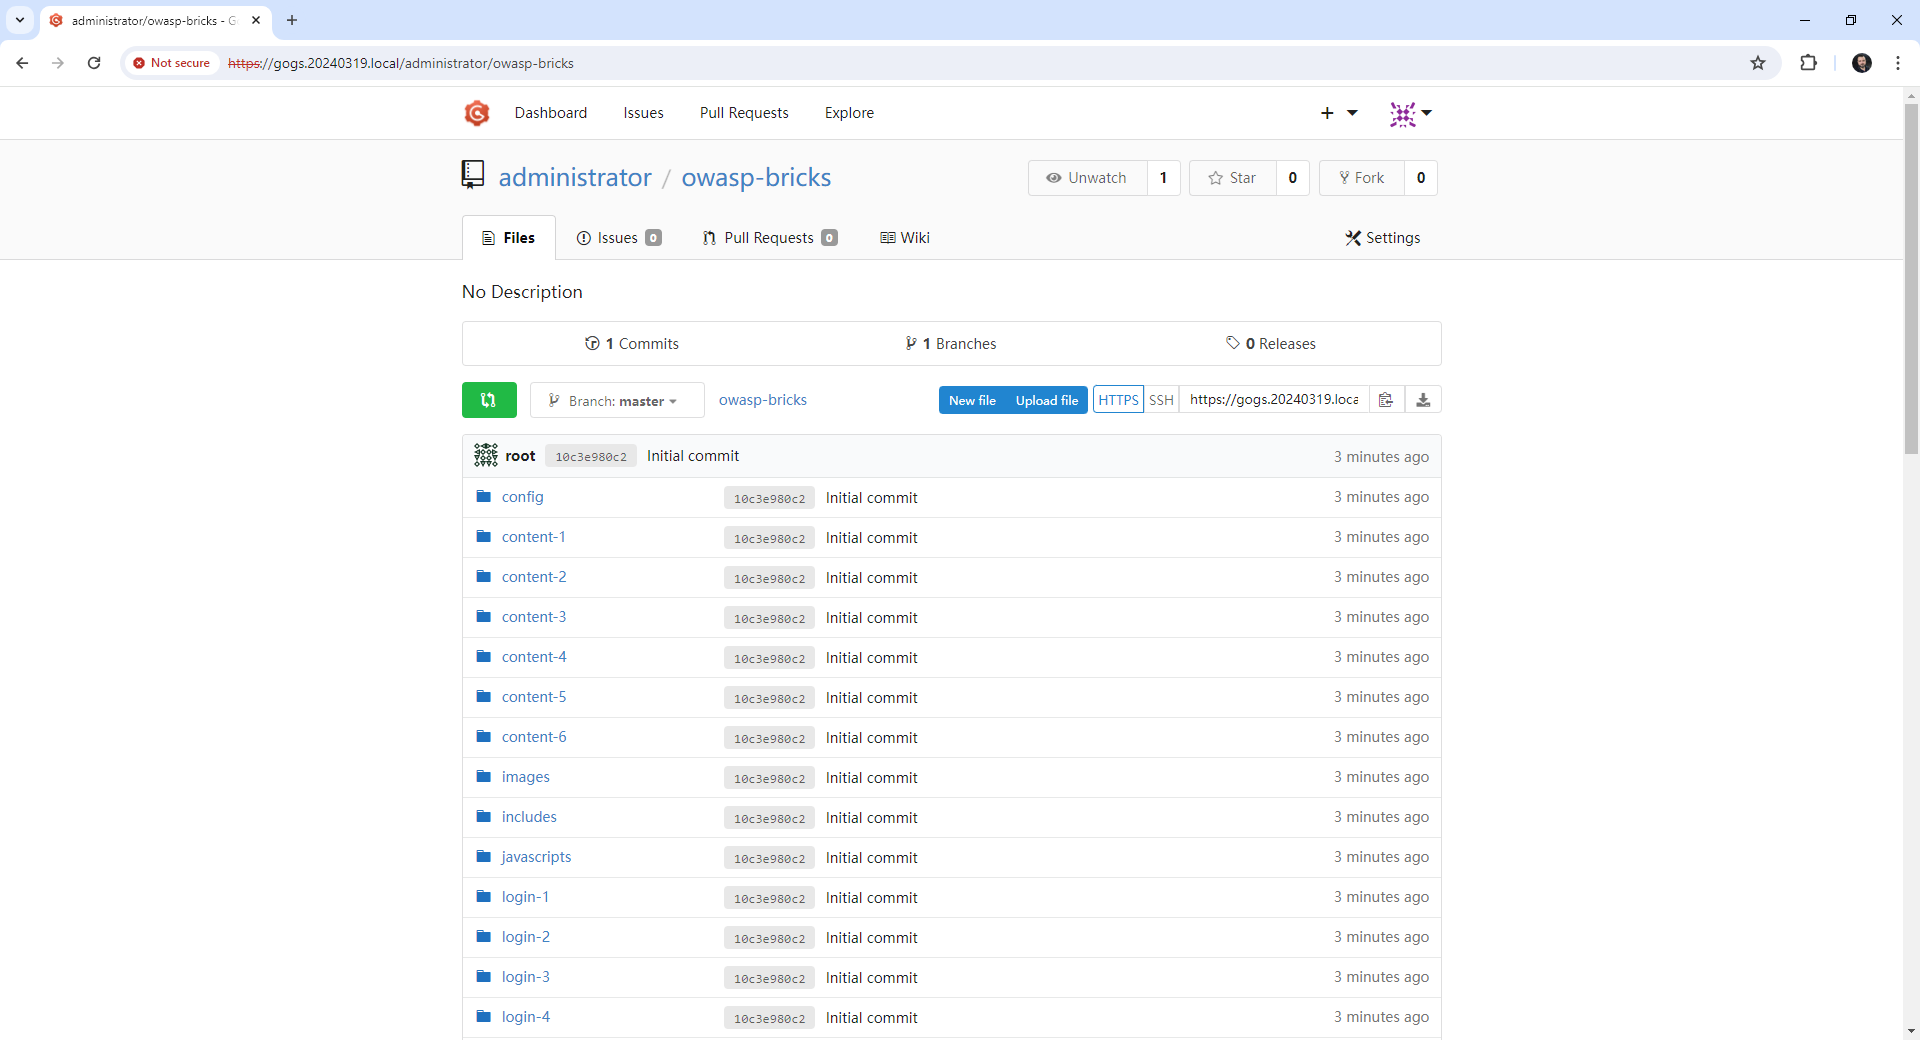 administrator/owasp-bricks - G
Not secure https://gogs.20240319.local/administrator/owasp-bricks
Dashboard Issues Pull Requests Explore
administrator / owasp-bricks
Unwatch 1 Star 0 Fork 0
Files Issues 0 Pull Requests 0 Wiki Settings
No Description
1 Commits 1 Branches 0 Releases
Branch: master owasp-bricks New file Upload file HTTPS SSH https://gogs.20240319.loca
root 10c3e980c2 Initial commit 3 minutes ago
config 10c3e980c2 Initial commit 3 minutes ago
content-1 10c3e980c2 Initial commit 3 minutes ago
content-2 10c3e980c2 Initial commit 3 minutes ago
content-3 10c3e980c2 Initial commit 3 minutes ago
content-4 10c3e980c2 Initial commit 3 minutes ago
content-5 10c3e980c2 Initial commit 3 minutes ago
content-6 10c3e980c2 Initial commit 3 minutes ago
images 10c3e980c2 Initial commit 3 minutes ago
includes 10c3e980c2 Initial commit 3 minutes ago
javascripts 10c3e980c2 Initial commit 3 minutes ago
login-1 10c3e980c2 Initial commit 3 minutes ago
login-2 10c3e980c2 Initial commit 3 minutes ago
login-3 10c3e980c2 Initial commit 3 minutes ago
login-4 10c3e980c2 Initial commit 3 minutes ago